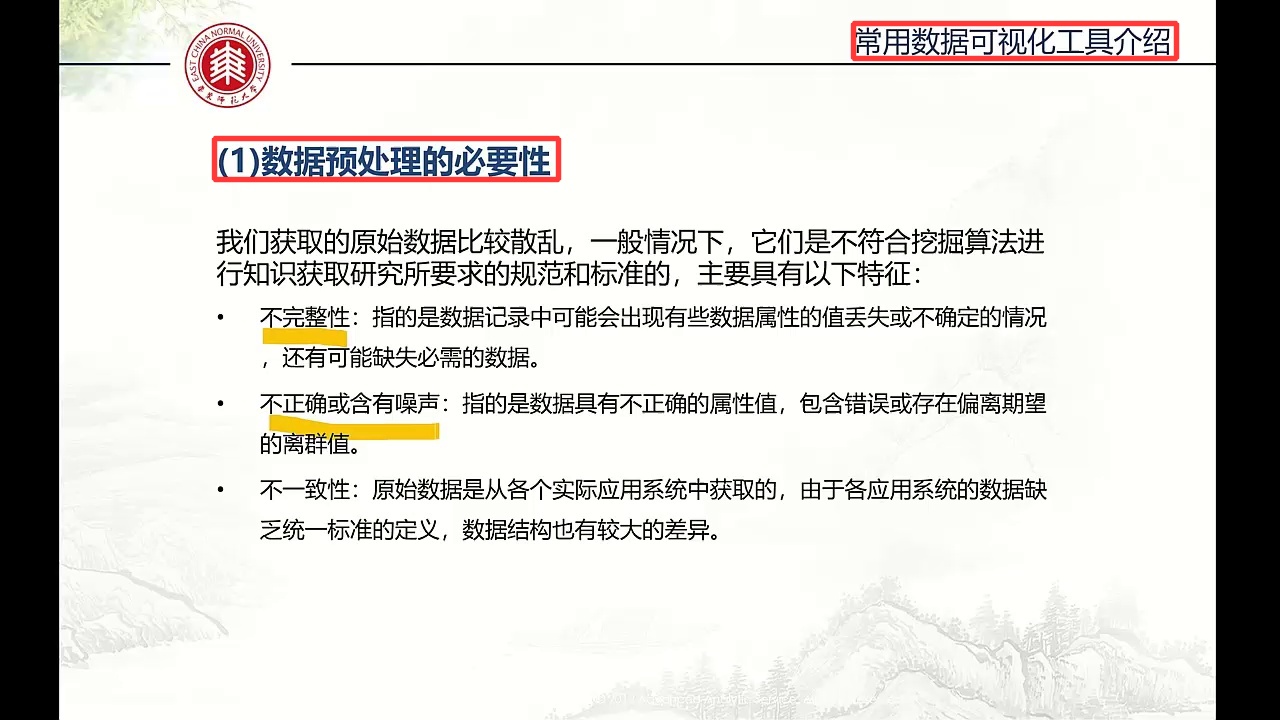 常用数据可视化工具介绍
EAST CHINA NORMAL UNIVERSITY
华东师范大学
(1)数据预处理的必要性
我们获取的原始数据比较散乱，一般情况下，它们是不符合挖掘算法进
行知识获取研究所要求的规范和标准的，主要具有以下特征：
• 不完整性：指的是数据记录中可能会出现有些数据属性的值丢失或不确定的情况
，还有可能缺失必需的数据。
• 不正确或含有噪声：指的是数据具有不正确的属性值，包含错误或存在偏离期望
的离群值。
• 不一致性：原始数据是从各个实际应用系统中获取的，由于各应用系统的数据缺
乏统一标准的定义，数据结构也有较大的差异。